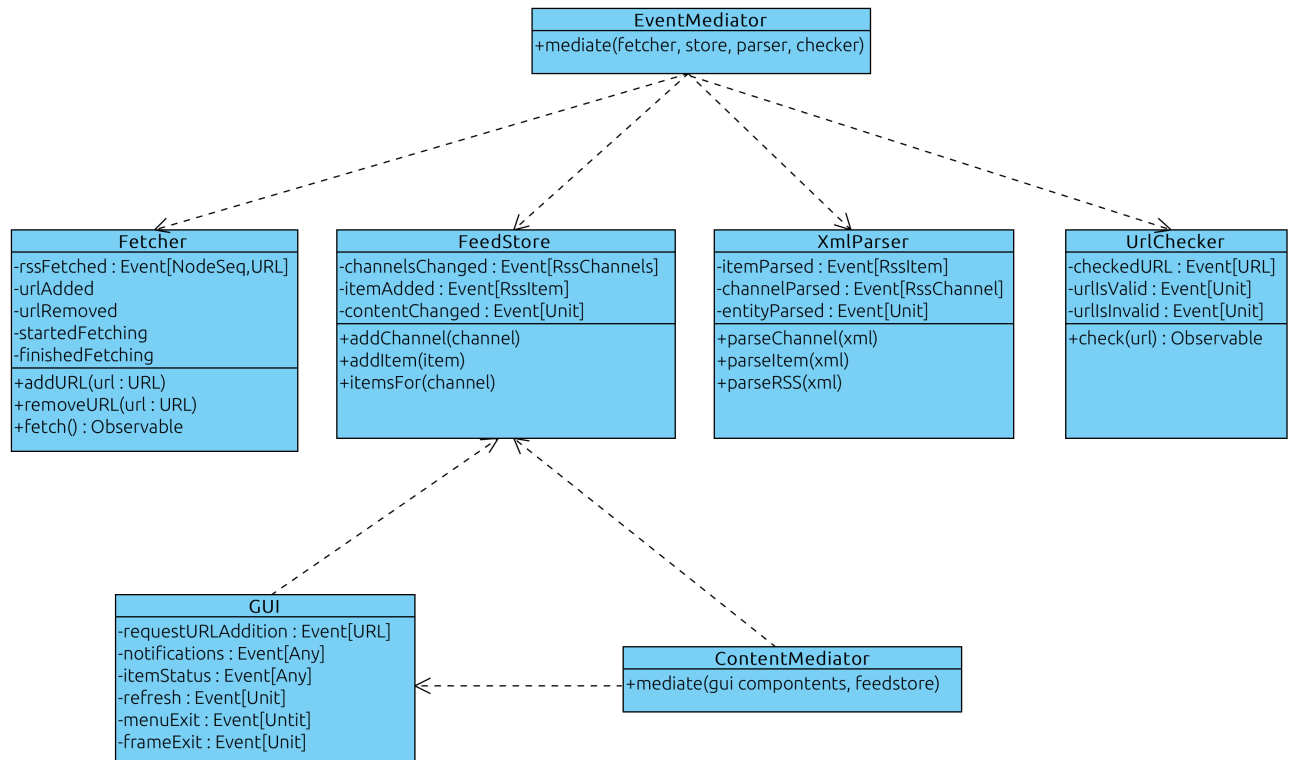 EventMediator
+mediate(fetcher, store, parser, checker)
Fetcher
-rssFetched : Event[NodeSeq,URL]
-urlAdded
-urlRemoved
-startedFetching
-finishedFetching
+addURL(url : URL)
+removeURL(url : URL)
+fetch() : Observable
FeedStore
-channelsChanged : Event[RssChannels]
-itemAdded : Event[RssItem]
-contentChanged : Event[Unit]
+addChannel(channel)
+addItem(item)
+itemsFor(channel)
XmlParser
-itemParsed : Event[RssItem]
-channelParsed : Event[RssChannel]
-entityParsed : Event[Unit]
+parseChannel(xml)
+parseItem(xml)
+parseRSS(xml)
UrlChecker
-checkedURL : Event[URL]
-urlIsValid : Event[Unit]
-urlIsInvalid : Event[Unit]
+check(url) : Observable
GUI
-requestURLAddition : Event[URL]
-notifications : Event[Any]
-itemStatus : Event[Any]
-refresh : Event[Unit]
-menuExit : Event[Untit]
-frameExit : Event[Unit]
ContentMediator
+mediate(gui compontents, feedstore)